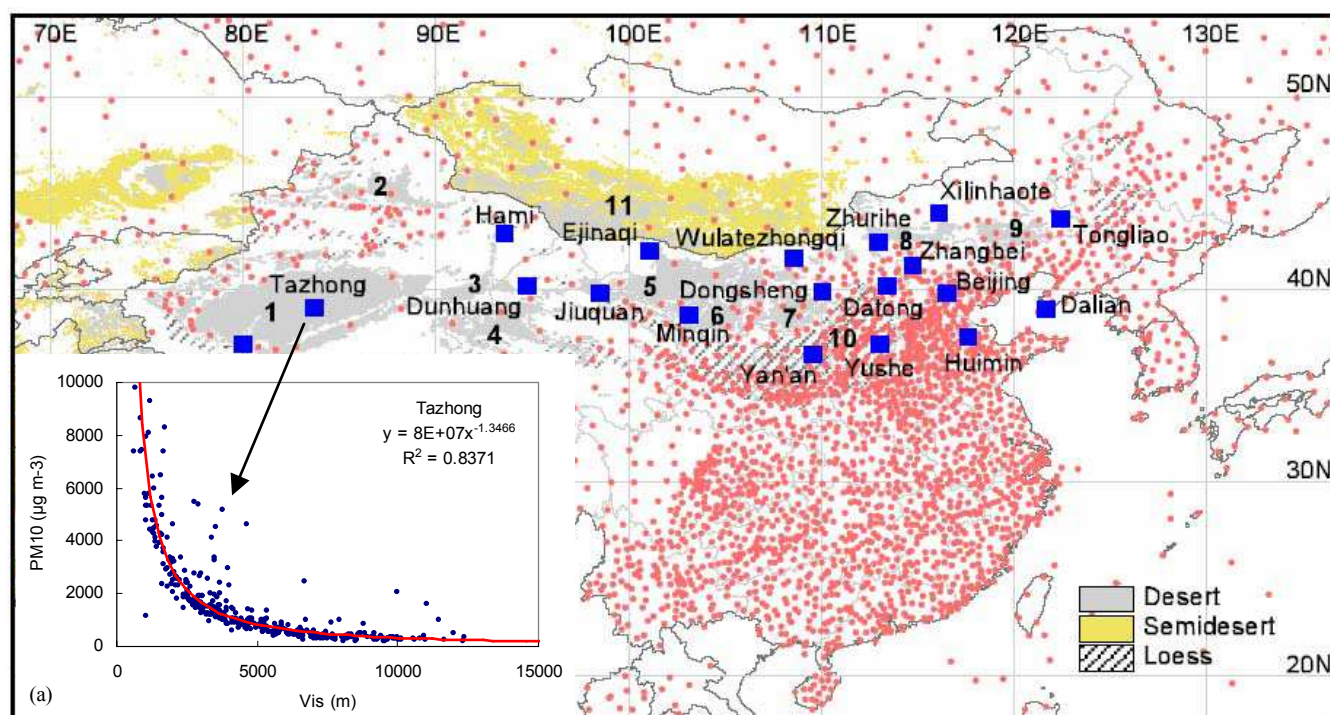 70E 80E 90E 100E 110E 120E 130E
50N
2
Xilinhaote
11
Hami
Zhurihe
9
Ejinaqi
Wulatezhongqi
8
Tongliao
Zhangbei
Tazhong
Beijing
40N
3
5
Dongsheng
1
Dunhuang
Datong
Dalian
Jiuquan
6
7
4
Minqin
10
Huimin
Yan'an
Yushe
10000
Tazhong
y = 8E+07x^-1.3466
8000
R² = 0.8371
6000
30N
PM10 (µg m-3)
4000
2000
Desert
Semidesert
0
Loess
0 5000 10000 15000
20N
(a)
Vis (m)